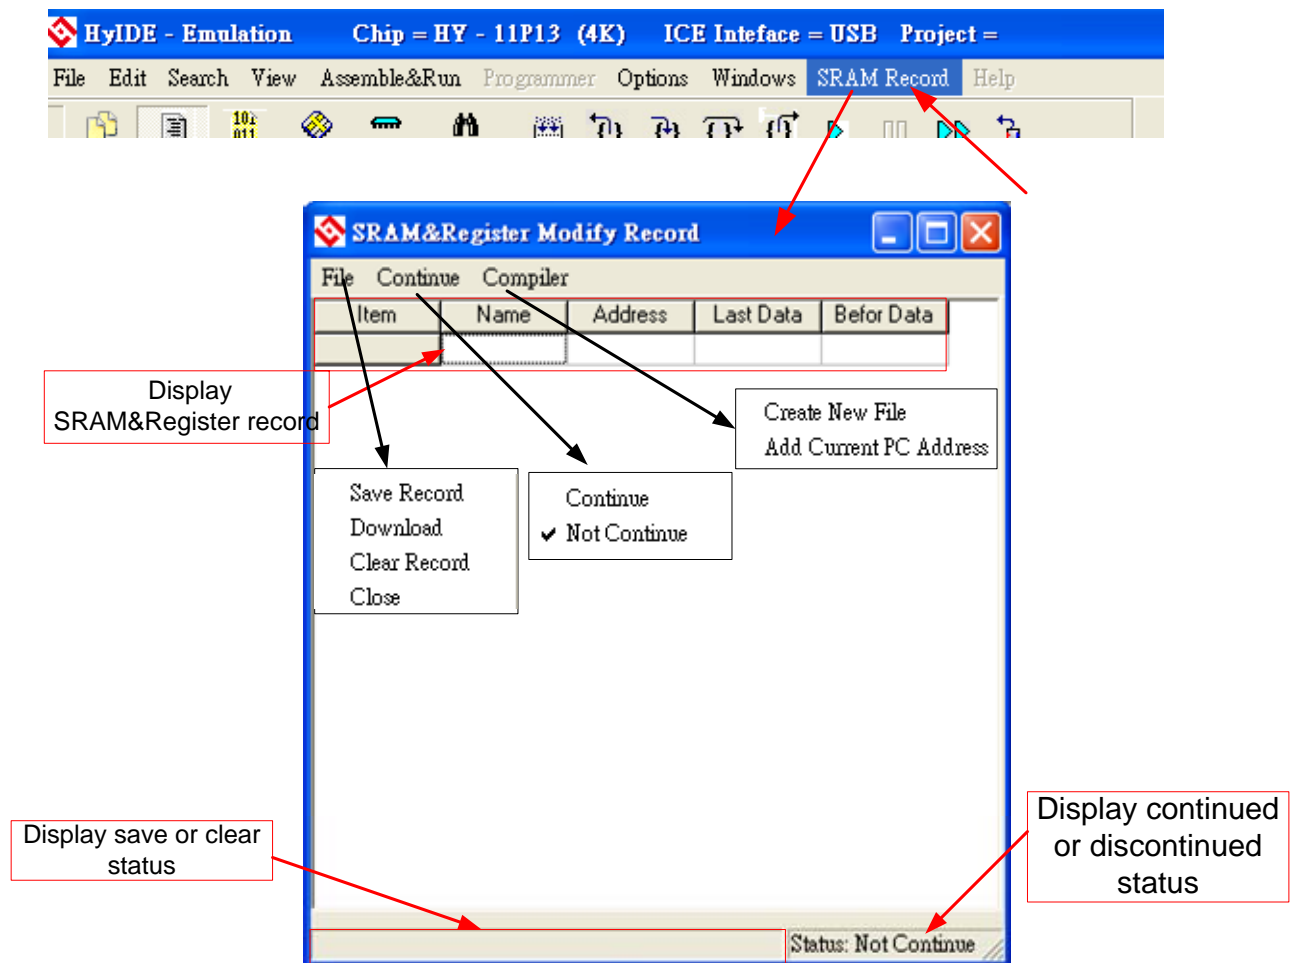 HyIDE - Emulation Chip = HY - 11P13 (4K) ICE Inteface = USB Project =
File Edit Search View Assemble&Run Programmer Options Windows SRAM Record Help
101
011
SRAM&Register Modify Record
File Continue Compiler
Item Name Address Last Data Befor Data
Display
SRAM&Register record
Create New File
Add Current PC Address
Save Record
Download
Clear Record
Close
Continue
Not Continue
Display save or clear
status
Display continued
or discontinued
status
Status: Not Continue